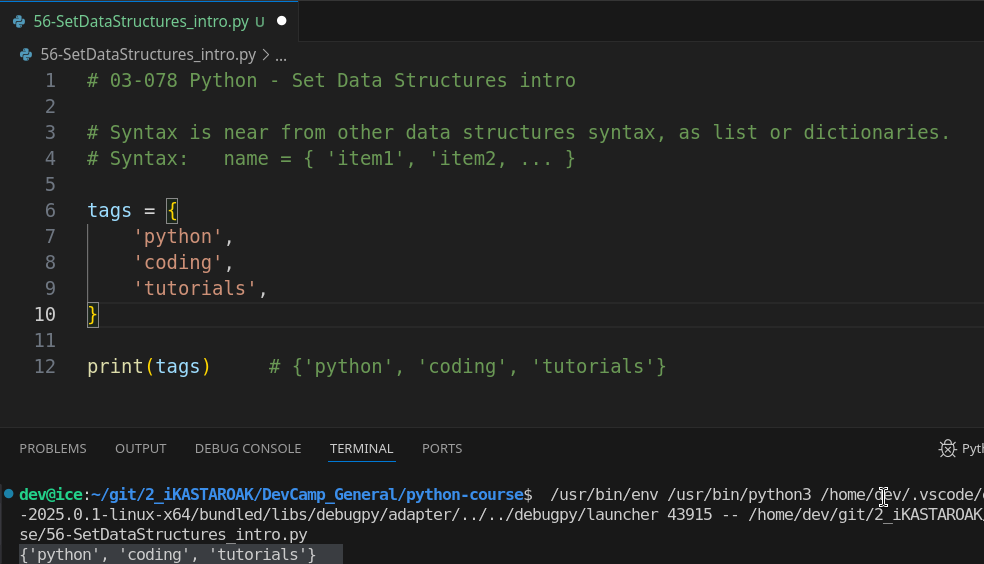 56-SetDataStructures_intro.py U
56-SetDataStructures_intro.py > ...
1 # 03-078 Python - Set Data Structures intro
2
3 # Syntax is near from other data structures syntax, as list or dictionaries.
4 # Syntax:   name = { 'item1', 'item2, ... }
5
6 tags = {
7     'python',
8     'coding',
9     'tutorials',
10 }
11
12 print(tags)     # {'python', 'coding', 'tutorials'}
PROBLEMS OUTPUT DEBUG CONSOLE TERMINAL PORTS Pyth
dev@ice:~/git/2_iKASTAROAK/DevCamp_General/python-course$  /usr/bin/env /usr/bin/python3 /home/dev/.vscode/
-2025.0.1-linux-x64/bundled/libs/debugpy/adapter/../../debugpy/launcher 43915 -- /home/dev/git/2_iKASTAROAK
se/56-SetDataStructures_intro.py
{'python', 'coding', 'tutorials'}